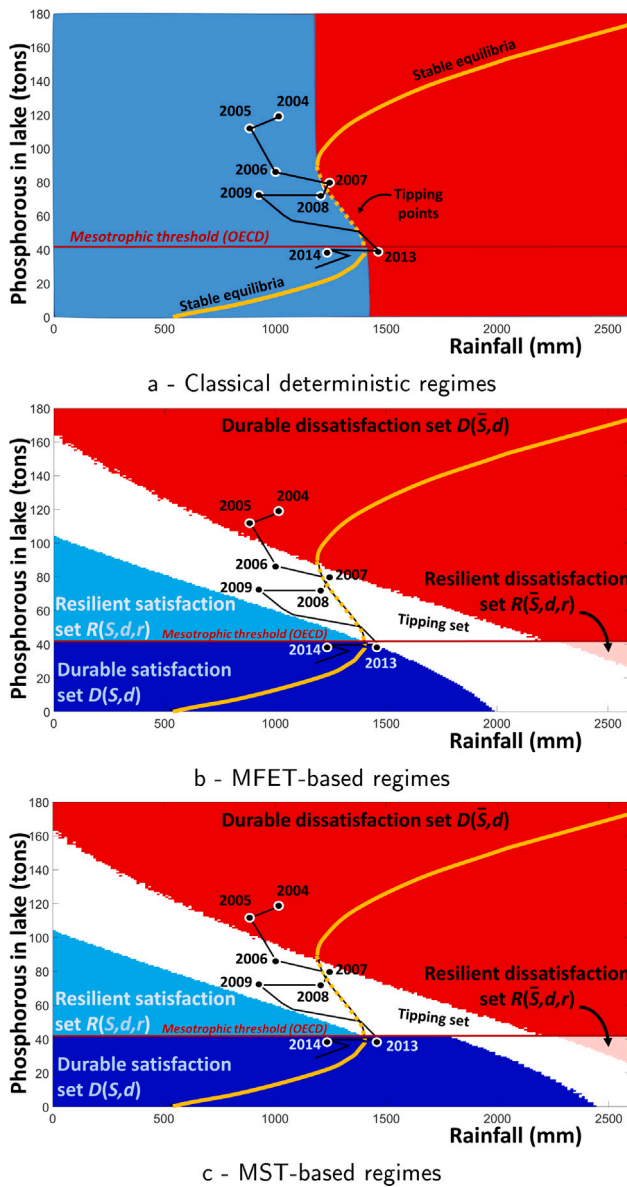 Phosphorous in lake (tons)
180
160
140
120
100
80
60
40
20
0
Stable equilibria
2004
2005
2006
2007
2009
2008
Tipping
points
Mesotrophic threshold (OECD)
2014
2013
Stable equilibria
0
500
1000
1500
2000
2500
Rainfall (mm)
a - Classical deterministic regimes
Phosphorous in lake (tons)
180
160
140
120
100
80
60
40
20
0
Durable dissatisfaction set D(S̄,d)
2004
2005
2006
2007
2009
2008
Resilient dissatisfaction
set R(S̄,d,r)
Resilient satisfaction
set R(S,d,r)
Tipping set
Mesotrophic threshold (OECD)
2014
2013
Durable satisfaction
set D(S,d)
0
500
1000
1500
2000
2500
Rainfall (mm)
b - MFET-based regimes
Phosphorous in lake (tons)
180
160
140
120
100
80
60
40
20
0
Durable dissatisfaction set D(S̄,d)
2004
2005
2006
2007
2009
2008
Resilient dissatisfaction
set R(S̄,d,r)
Resilient satisfaction
set R(S,d,r)
Tipping set
Mesotrophic threshold (OECD)
2014
2013
Durable satisfaction
set D(S,d)
0
500
1000
1500
2000
2500
Rainfall (mm)
c - MST-based regimes